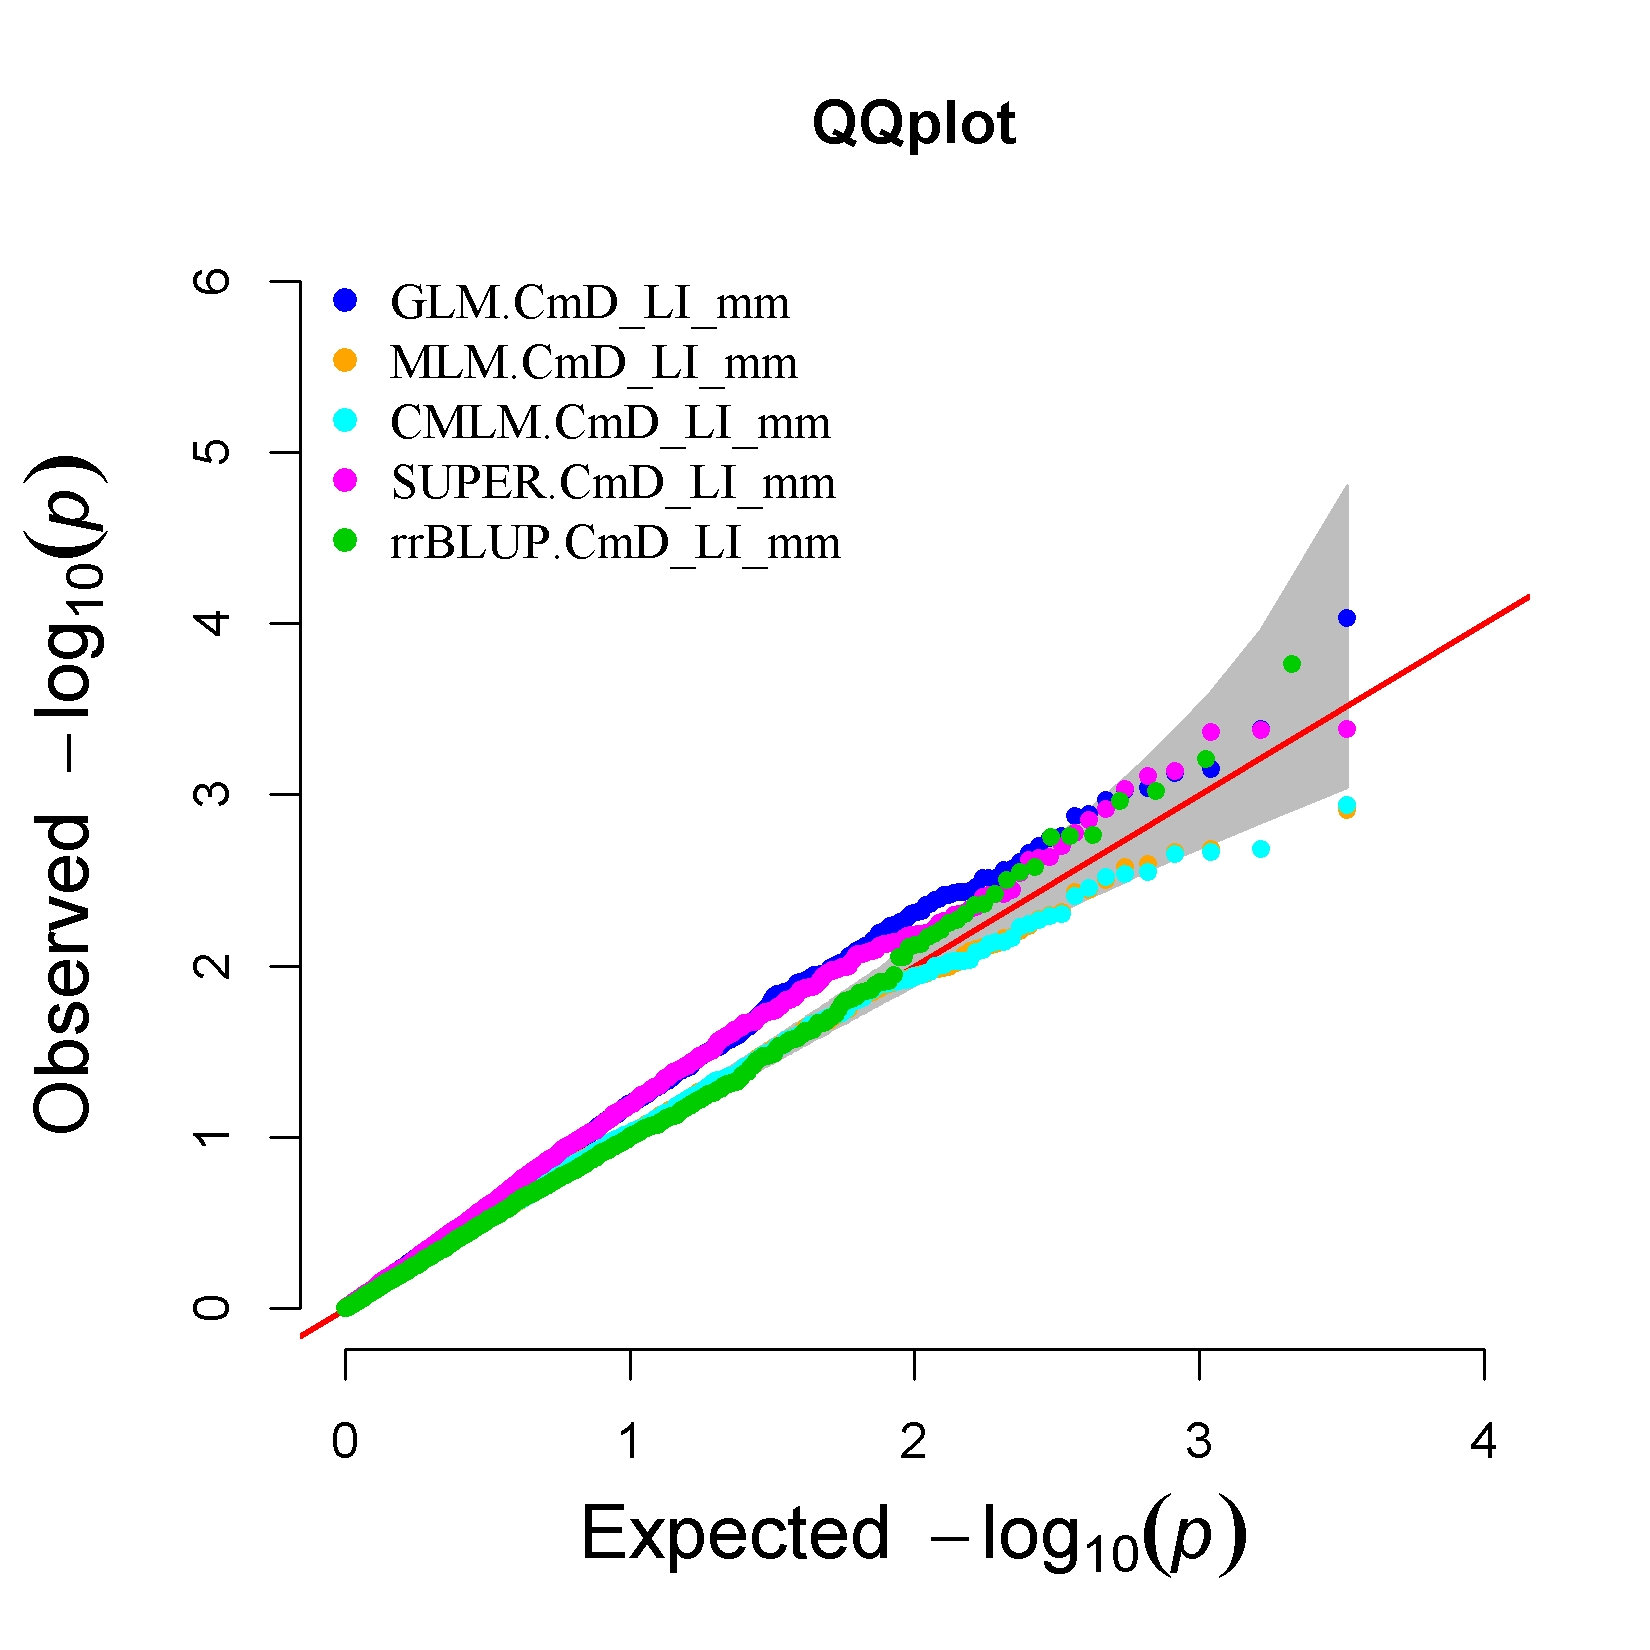 QQplot
6
5
4
3
2
1
0
GLM.CmD_LI_mm
MLM.CmD_LI_mm
CMLM.CmD_LI_mm
SUPER.CmD_LI_mm
rrBLUP.CmD_LI_mm
Observed −log10(p)
0 1 2 3 4
Expected −log10(p)